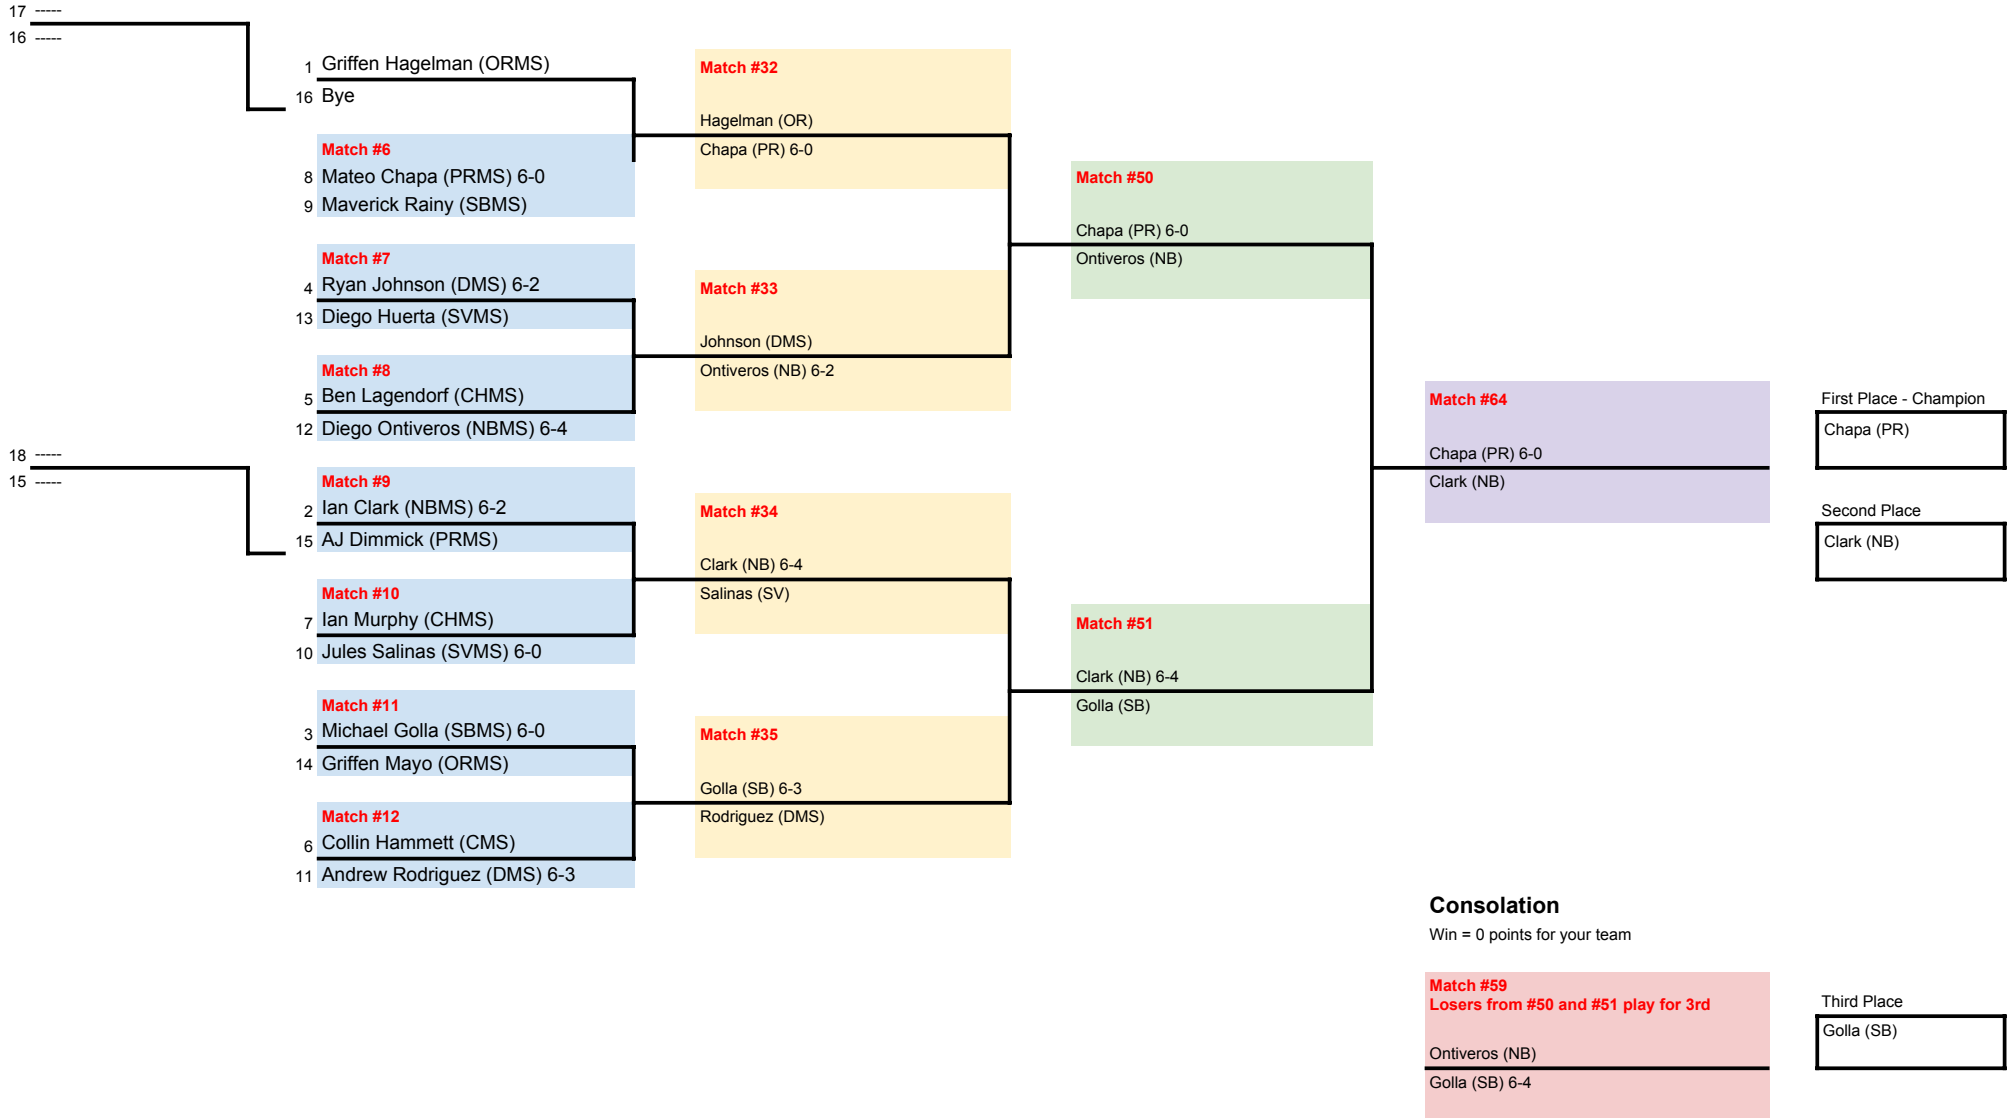 17 -----
16 -----
1 Griffen Hagelman (ORMS)
16 Bye
Match #6
8 Mateo Chapa (PRMS) 6-0
9 Maverick Rainy (SBMS)
Match #7
4 Ryan Johnson (DMS) 6-2
13 Diego Huerta (SVMS)
Match #8
5 Ben Lagendorf (CHMS)
12 Diego Ontiveros (NBMS) 6-4
18 -----
15 -----
Match #9
2 Ian Clark (NBMS) 6-2
15 AJ Dimmick (PRMS)
Match #10
7 Ian Murphy (CHMS)
10 Jules Salinas (SVMS) 6-0
Match #11
3 Michael Golla (SBMS) 6-0
14 Griffen Mayo (ORMS)
Match #12
6 Collin Hammett (CMS)
11 Andrew Rodriguez (DMS) 6-3
Match #32
Hagelman (OR)
Chapa (PR) 6-0
Match #33
Johnson (DMS)
Ontiveros (NB) 6-2
Match #34
Clark (NB) 6-4
Salinas (SV)
Match #35
Golla (SB) 6-3
Rodriguez (DMS)
Match #50
Chapa (PR) 6-0
Ontiveros (NB)
Match #51
Clark (NB) 6-4
Golla (SB)
Match #64
Chapa (PR) 6-0
Clark (NB)
First Place - Champion
Chapa (PR)
Second Place
Clark (NB)
Consolation
Win = 0 points for your team
Match #59
Losers from #50 and #51 play for 3rd
Ontiveros (NB)
Golla (SB) 6-4
Third Place
Golla (SB)